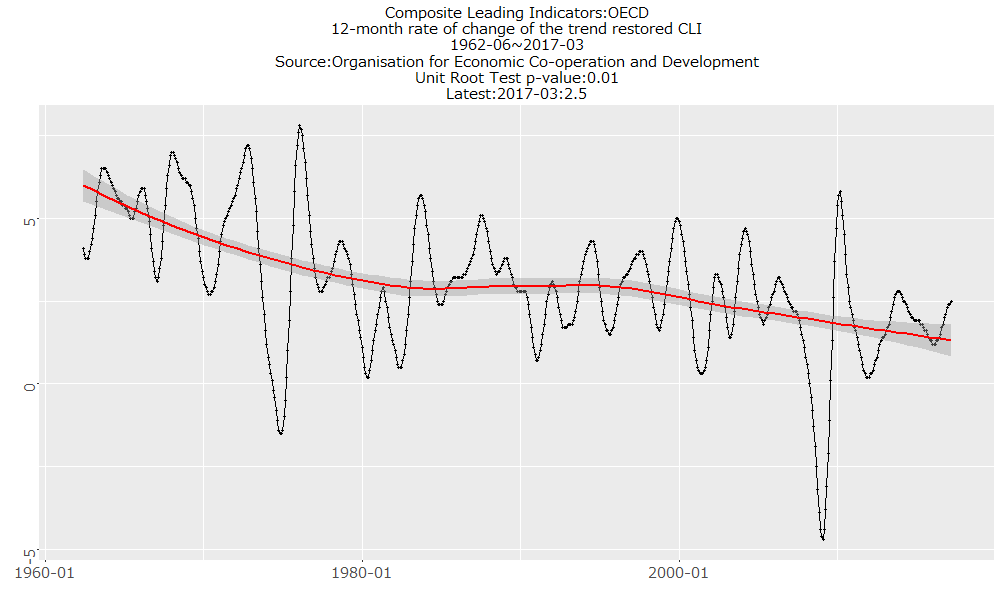 Composite Leading Indicators:OECD
12-month rate of change of the trend restored CLI
1962-06~2017-03
Source:Organisation for Economic Co-operation and Development
Unit Root Test p-value:0.01
Latest:2017-03:2.5
5
0
-5
1960-01
1980-01
2000-01